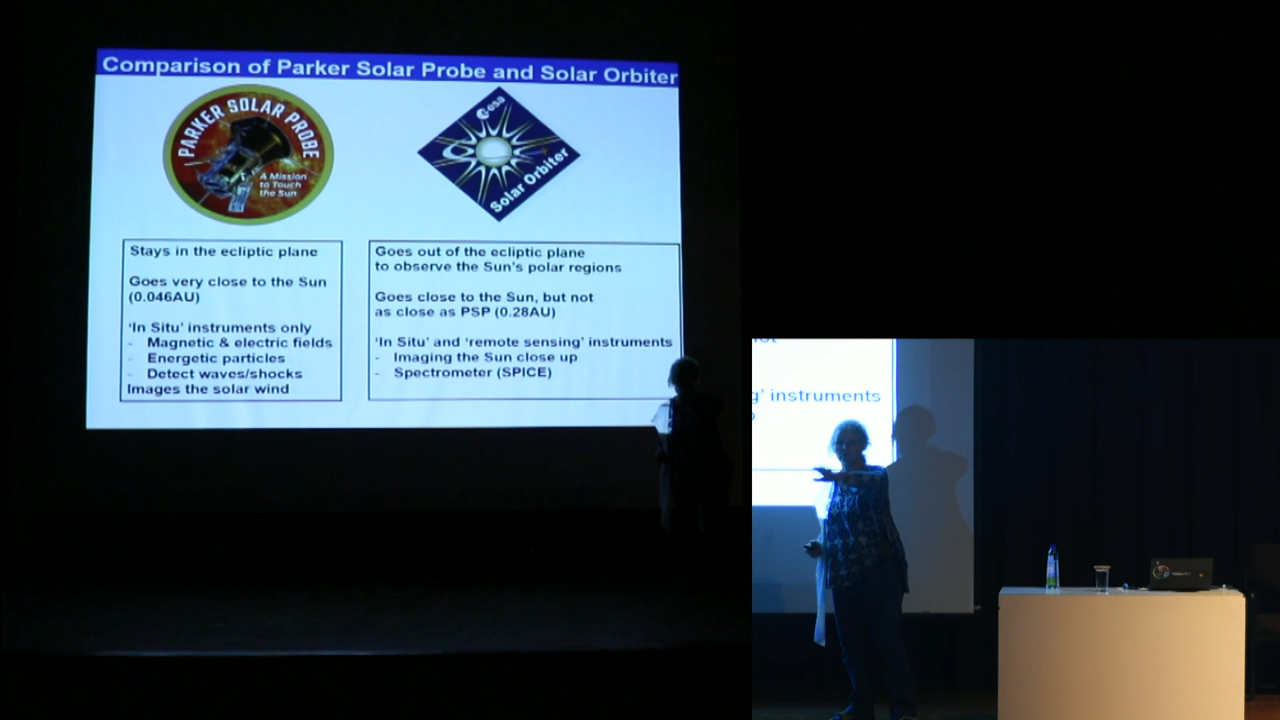 Comparison of Parker Solar Probe and Solar Orbiter
PARKER SOLAR PROBE
A Mission
to Touch
the Sun
esa
Solar Orbiter
Stays in the ecliptic plane
Goes very close to the Sun
(0.046AU)
'In Situ' instruments only
- Magnetic & electric fields
- Energetic particles
- Detect waves/shocks
Images the solar wind
Goes out of the ecliptic plane
to observe the Sun's polar regions
Goes close to the Sun, but not
as close as PSP (0.28AU)
'In Situ' and 'remote sensing' instruments
- Imaging the Sun close up
- Spectrometer (SPICE)
g' instruments